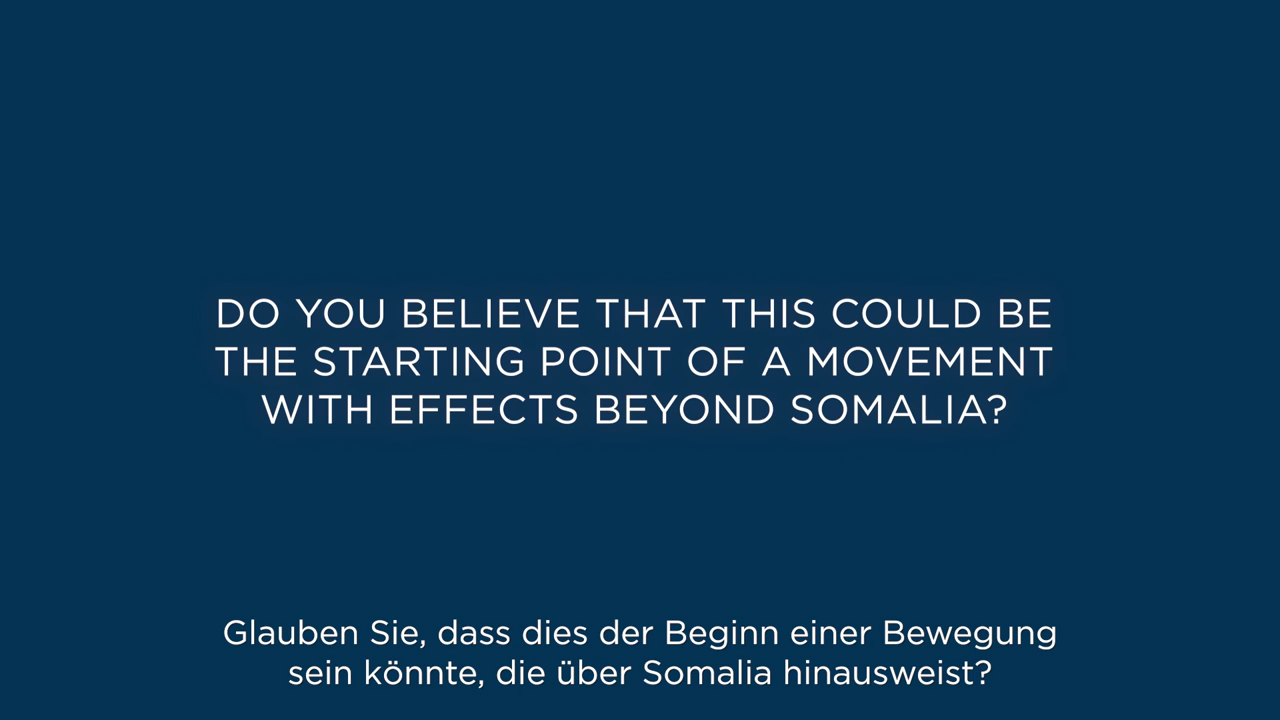 DO YOU BELIEVE THAT THIS COULD BE
THE STARTING POINT OF A MOVEMENT
WITH EFFECTS BEYOND SOMALIA?
Glauben Sie, dass dies der Beginn einer Bewegung
sein könnte, die über Somalia hinausweist?